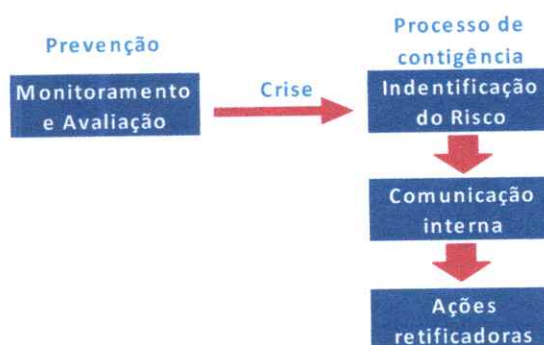 Prevenção
Monitoramento
e Avaliação
Crise
Processo de
contigência
Indentificação
do Risco
Comunicação
interna
Ações
retificadoras